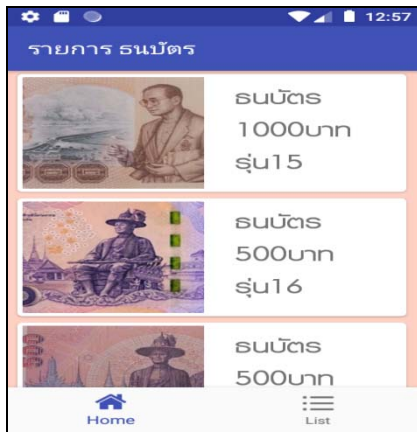 12:57
รายการ ธนบัตร
ธนบัตร
1000บาท
รุ่น15
ธนบัตร
500บาท
รุ่น16
ธนบัตร
500บาท
Home
List